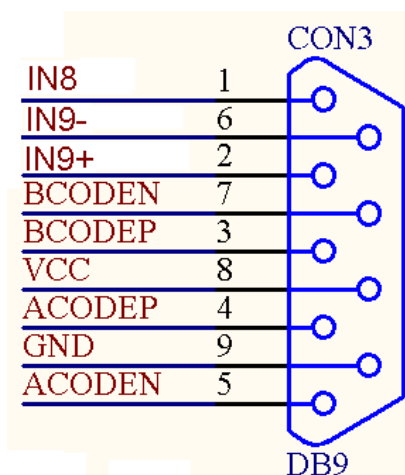 CON3
IN8 1
IN9- 6
IN9+ 2
BCODEN 7
BCODEP 3
VCC 8
ACODEP 4
GND 9
ACODEN 5
DB9